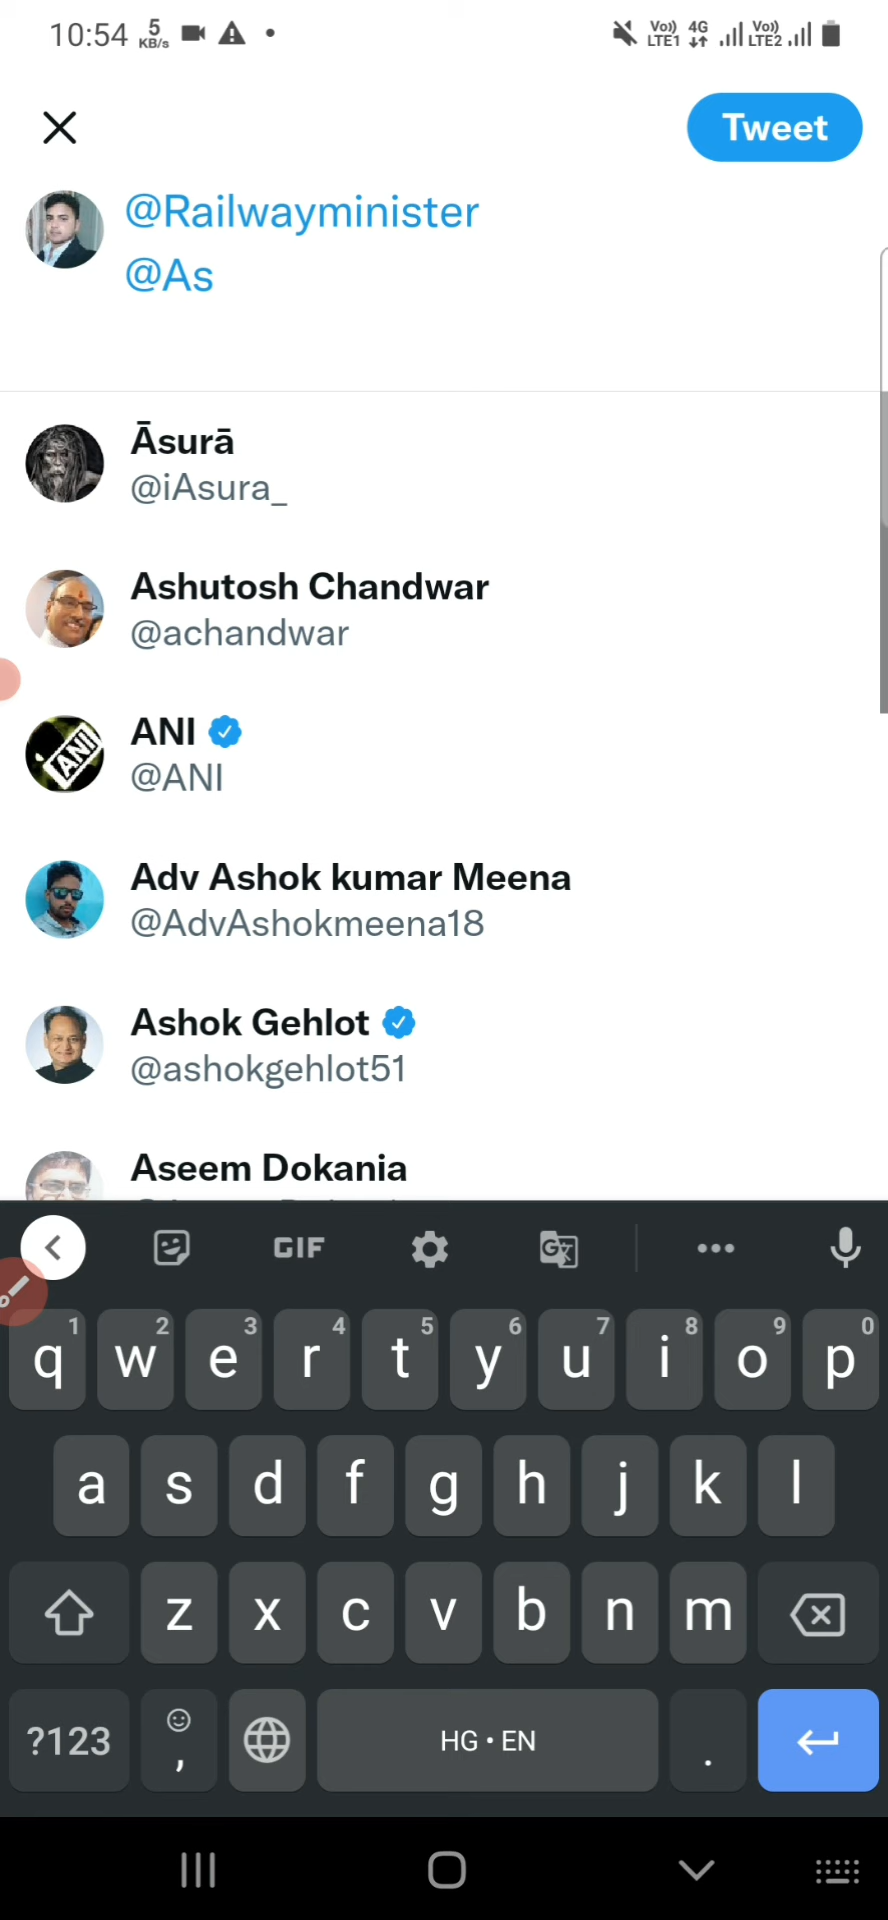 10:54 5 KB/s Vo)) LTE1 4G Vo)) LTE2
Tweet
@Railwayminister
@As
Āsurā
@iAsura_
Ashutosh Chandwar
@achandwar
ANI
@ANI
Adv Ashok kumar Meena
@AdvAshokmeena18
Ashok Gehlot
@ashokgehlot51
Aseem Dokania
GIF
1 2 3 4 5 6 7 8 9 0
q w e r t y u i o p
a s d f g h j k l
z x c v b n m
?123 , HG • EN .